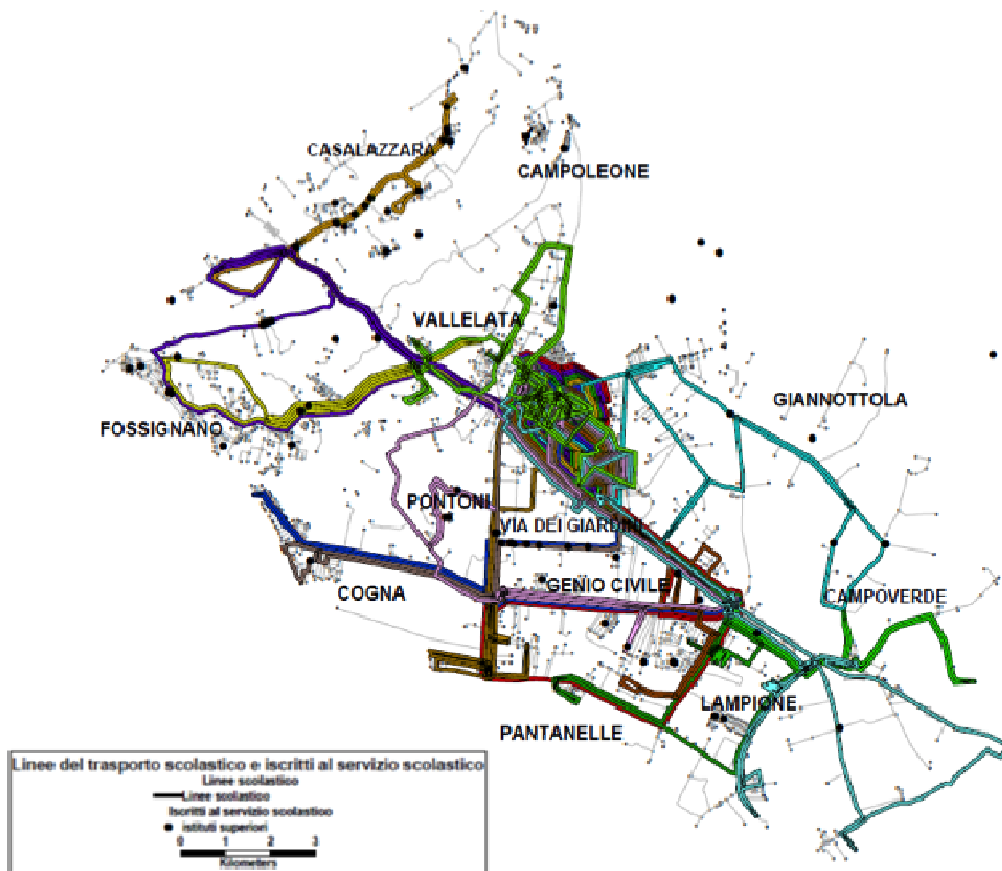 CASALAZZARA
CAMPOLEONE
VALLELATA
GIANNOTTOLA
FOSSIGNANO
PONTONI
VIA DEI GIARDINI
COGNA
GENIO CIVILE
CAMPOVERDE
LAMPIONE
PANTANELLE
Linee del trasporto scolastico e iscritti al servizio scolastico
Linee scolastico
Linee scolastico
Iscritti al servizio scolastico
istituti superiori
0 1 2 3
Kilometers